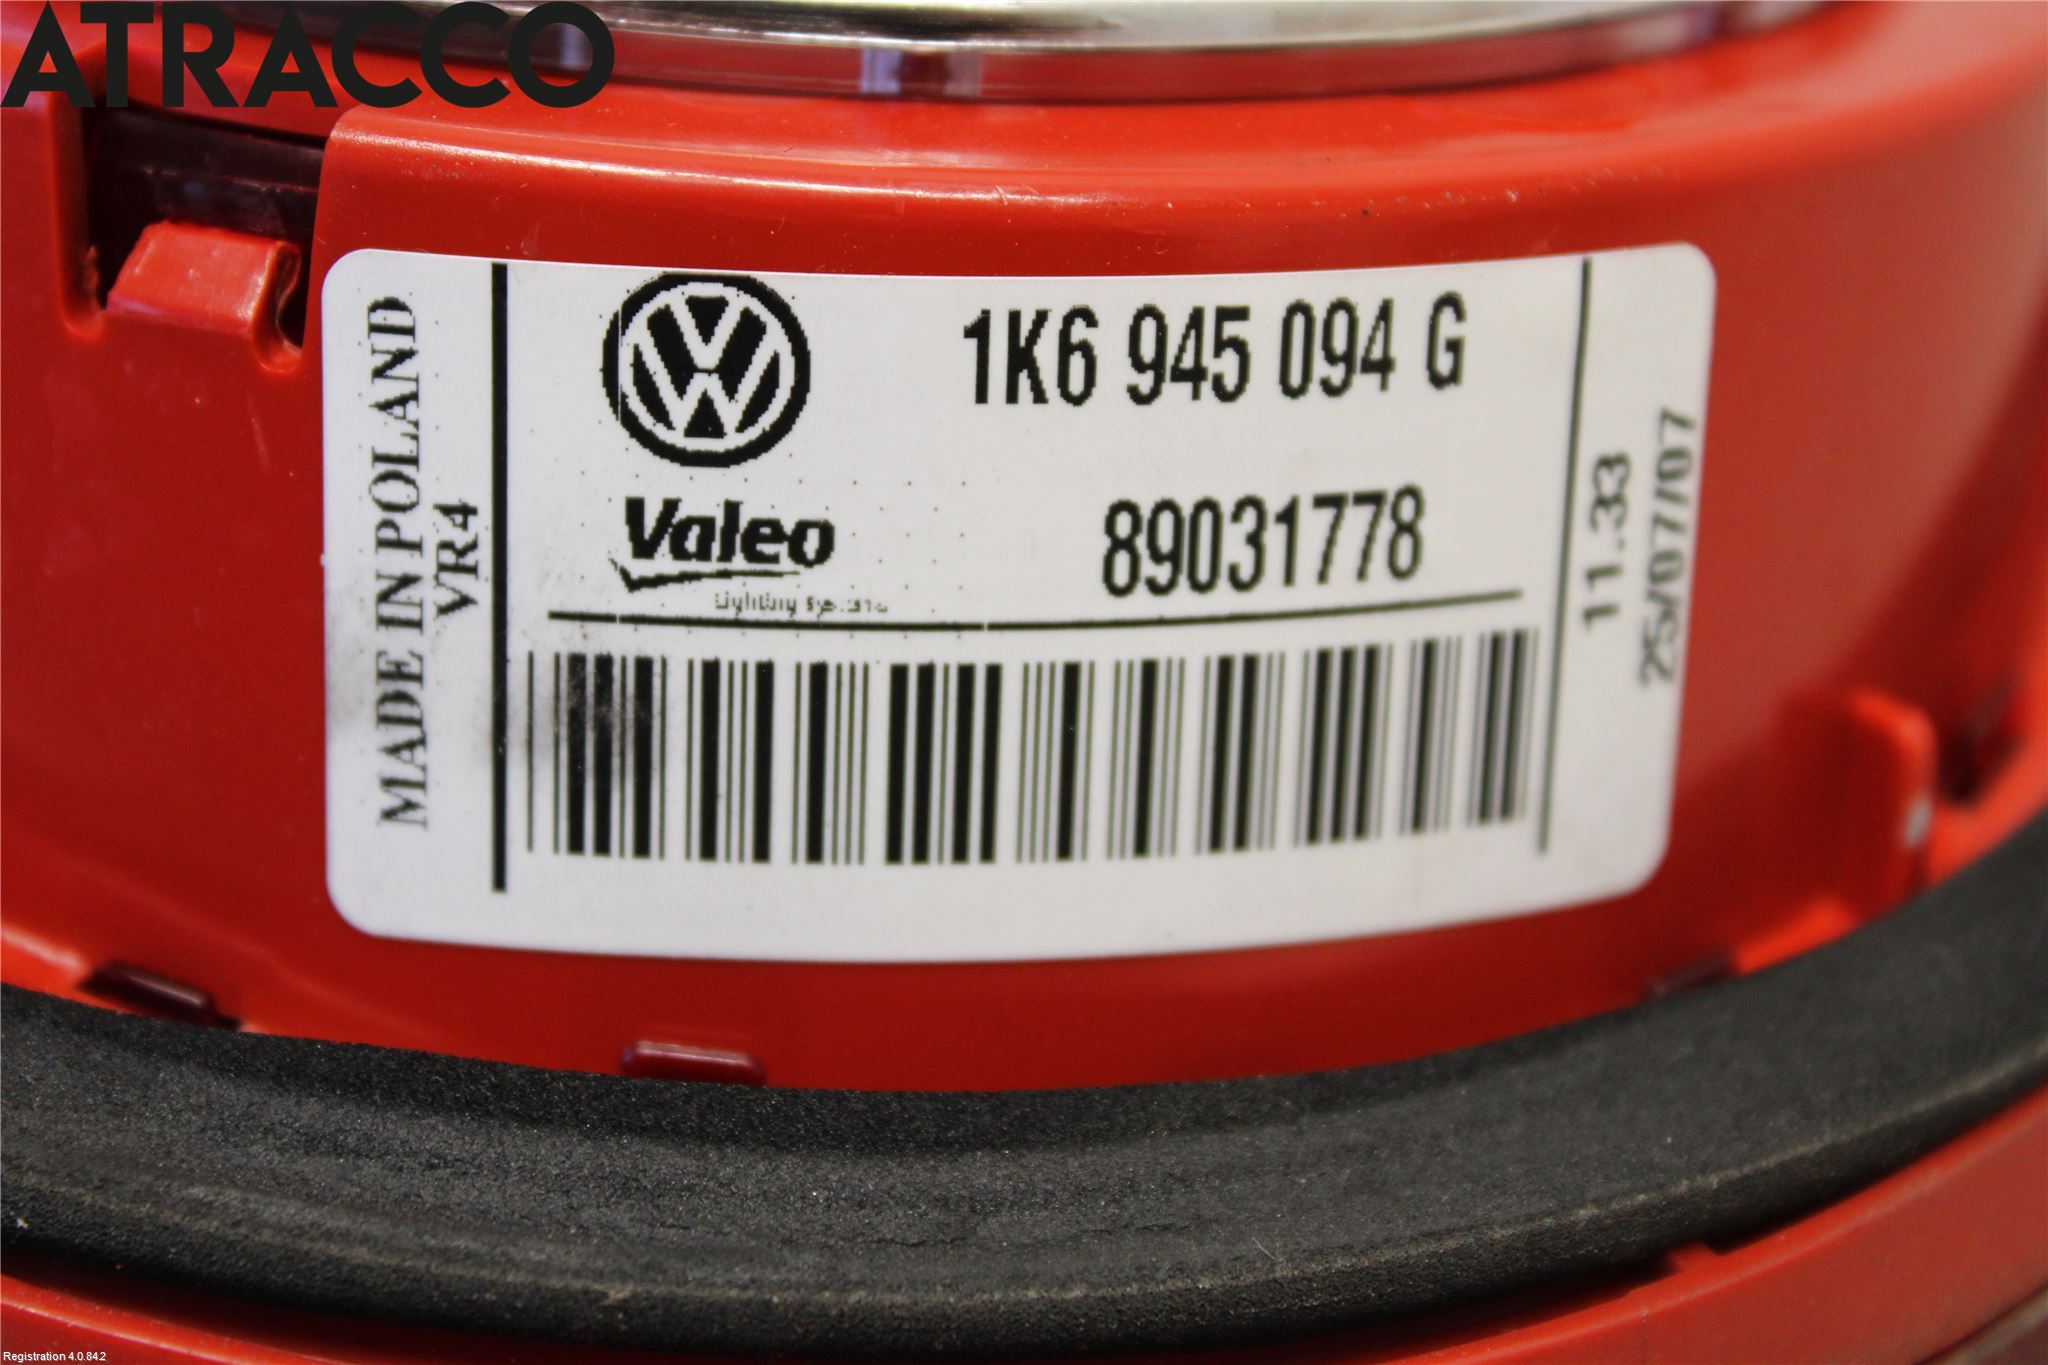 ATRACCO
MADE IN POLAND
VR4
VW
1K6 945 094 G
Valeo
89031778
11.33
25/07/07
Registration 4.0.84.2